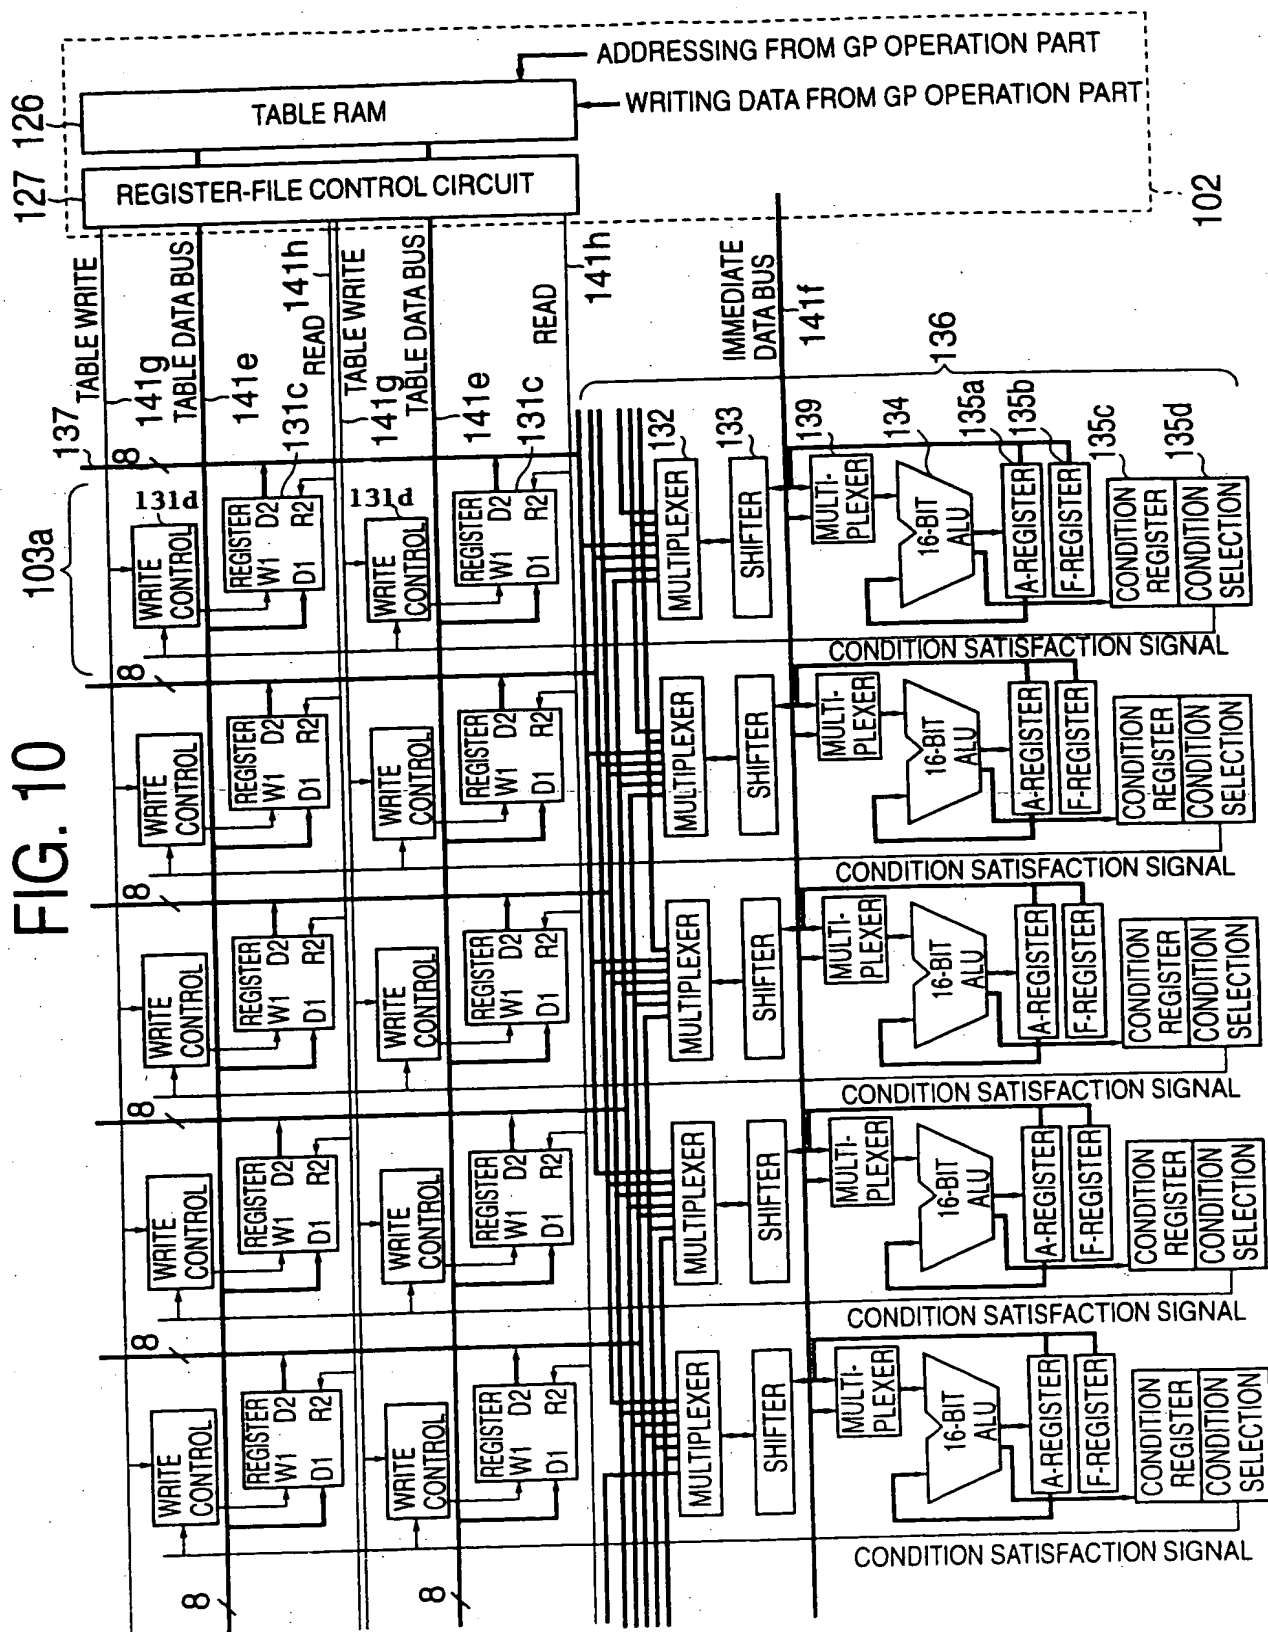 FIG. 10
ADDRESSING FROM GP OPERATION PART
WRITING DATA FROM GP OPERATION PART
126
TABLE RAM
127
REGISTER-FILE CONTROL CIRCUIT
102
137
TABLE WRITE
141g
TABLE DATA BUS
141e
141h
131c
READ
TABLE WRITE
141g
TABLE DATA BUS
141e
131c
READ
141h
IMMEDIATE
DATA BUS
141f
136
132
133
139
134
135a
135b
135c
135d
103a
8
131d
WRITE
CONTROL
REGISTER
W1 D2
D1 R2
131d
WRITE
CONTROL
REGISTER
W1 D2
D1 R2
MULTIPLEXER
SHIFTER
MULTI-
PLEXER
16-BIT
ALU
A-REGISTER
F-REGISTER
CONDITION
REGISTER
CONDITION
SELECTION
CONDITION SATISFACTION SIGNAL
8
WRITE
CONTROL
REGISTER
W1 D2
D1 R2
WRITE
CONTROL
REGISTER
W1 D2
D1 R2
MULTIPLEXER
SHIFTER
MULTI-
PLEXER
16-BIT
ALU
A-REGISTER
F-REGISTER
CONDITION
REGISTER
CONDITION
SELECTION
CONDITION SATISFACTION SIGNAL
8
WRITE
CONTROL
REGISTER
W1 D2
D1 R2
WRITE
CONTROL
REGISTER
W1 D2
D1 R2
MULTIPLEXER
SHIFTER
MULTI-
PLEXER
16-BIT
ALU
A-REGISTER
F-REGISTER
CONDITION
REGISTER
CONDITION
SELECTION
CONDITION SATISFACTION SIGNAL
8
WRITE
CONTROL
REGISTER
W1 D2
D1 R2
WRITE
CONTROL
REGISTER
W1 D2
D1 R2
MULTIPLEXER
SHIFTER
MULTI-
PLEXER
16-BIT
ALU
A-REGISTER
F-REGISTER
CONDITION
REGISTER
CONDITION
SELECTION
CONDITION SATISFACTION SIGNAL
8
WRITE
CONTROL
REGISTER
W1 D2
D1 R2
WRITE
CONTROL
REGISTER
W1 D2
D1 R2
MULTIPLEXER
SHIFTER
MULTI-
PLEXER
16-BIT
ALU
A-REGISTER
F-REGISTER
CONDITION
REGISTER
CONDITION
SELECTION
CONDITION SATISFACTION SIGNAL
8
8